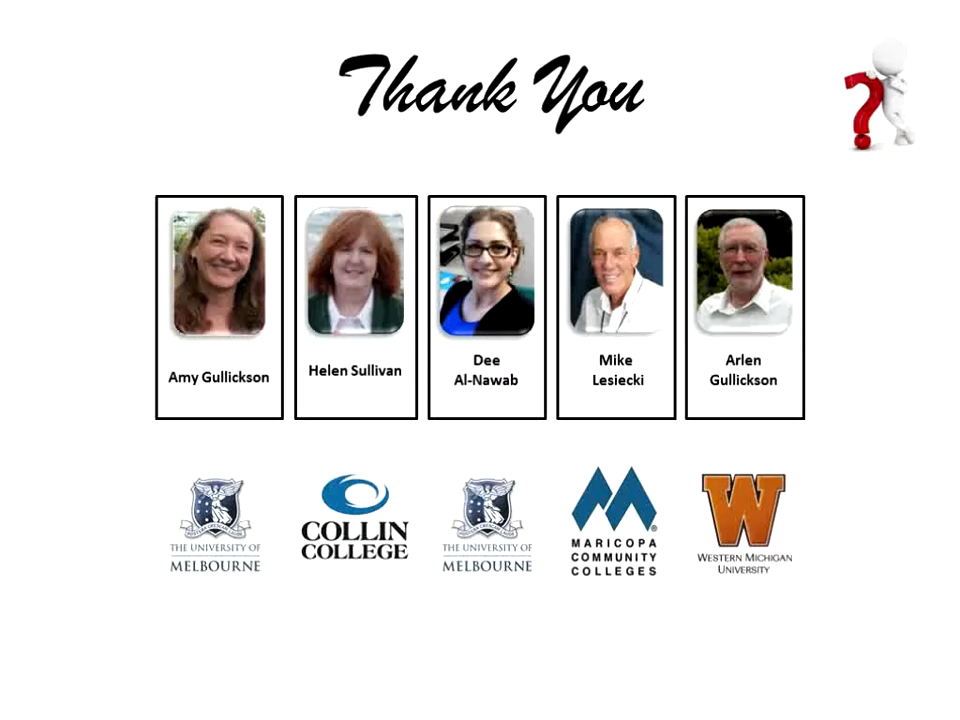 Thank You
Amy Gullickson
Helen Sullivan
Dee
Al-Nawab
Mike
Lesiecki
Arlen
Gullickson
THE UNIVERSITY OF
MELBOURNE
COLLIN
COLLEGE
THE UNIVERSITY OF
MELBOURNE
MARICOPA
COMMUNITY
COLLEGES
W
WESTERN MICHIGAN
UNIVERSITY